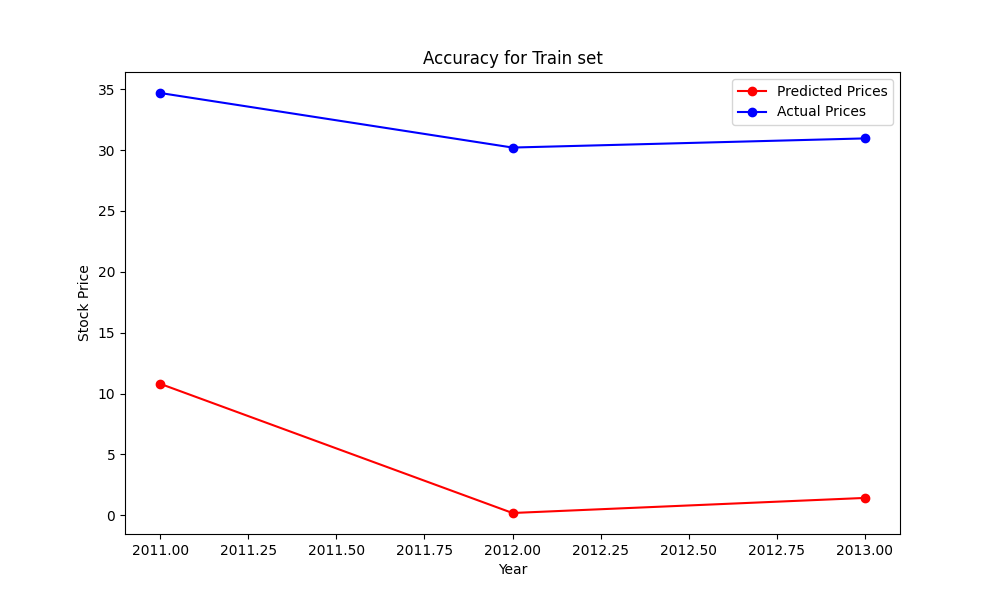 Accuracy for Train set
Predicted Prices
Actual Prices
35
30
25
20
15
10
5
0
Stock Price
2011.00 2011.25 2011.50 2011.75 2012.00 2012.25 2012.50 2012.75 2013.00
Year